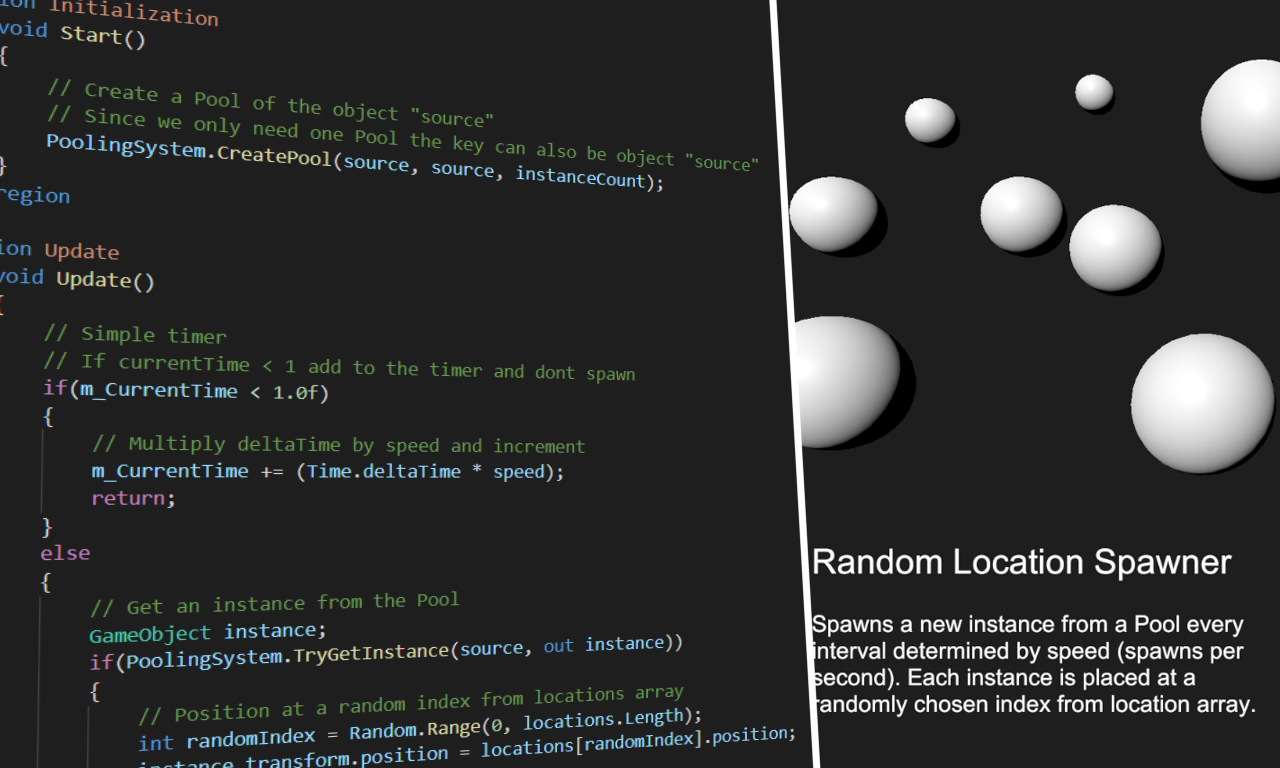 ion Initialization
void Start()
{
// Create a Pool of the object "source"
// Since we only need one Pool the key can also be object "source"
PoolingSystem.CreatePool(source, source, instanceCount);
}
region
ion Update
void Update()
{
// Simple timer
// If currentTime < 1 add to the timer and dont spawn
if(m_CurrentTime < 1.0f)
{
// Multiply deltaTime by speed and increment
m_CurrentTime += (Time.deltaTime * speed);
return;
}
else
{
// Get an instance from the Pool
GameObject instance;
if(PoolingSystem.TryGetInstance(source, out instance))
{
// Position at a random index from locations array
int randomIndex = Random.Range(0, locations.Length);
instance.transform.position = locations[randomIndex].position;
Random Location Spawner
Spawns a new instance from a Pool every
interval determined by speed (spawns per
second). Each instance is placed at a
randomly chosen index from location array.